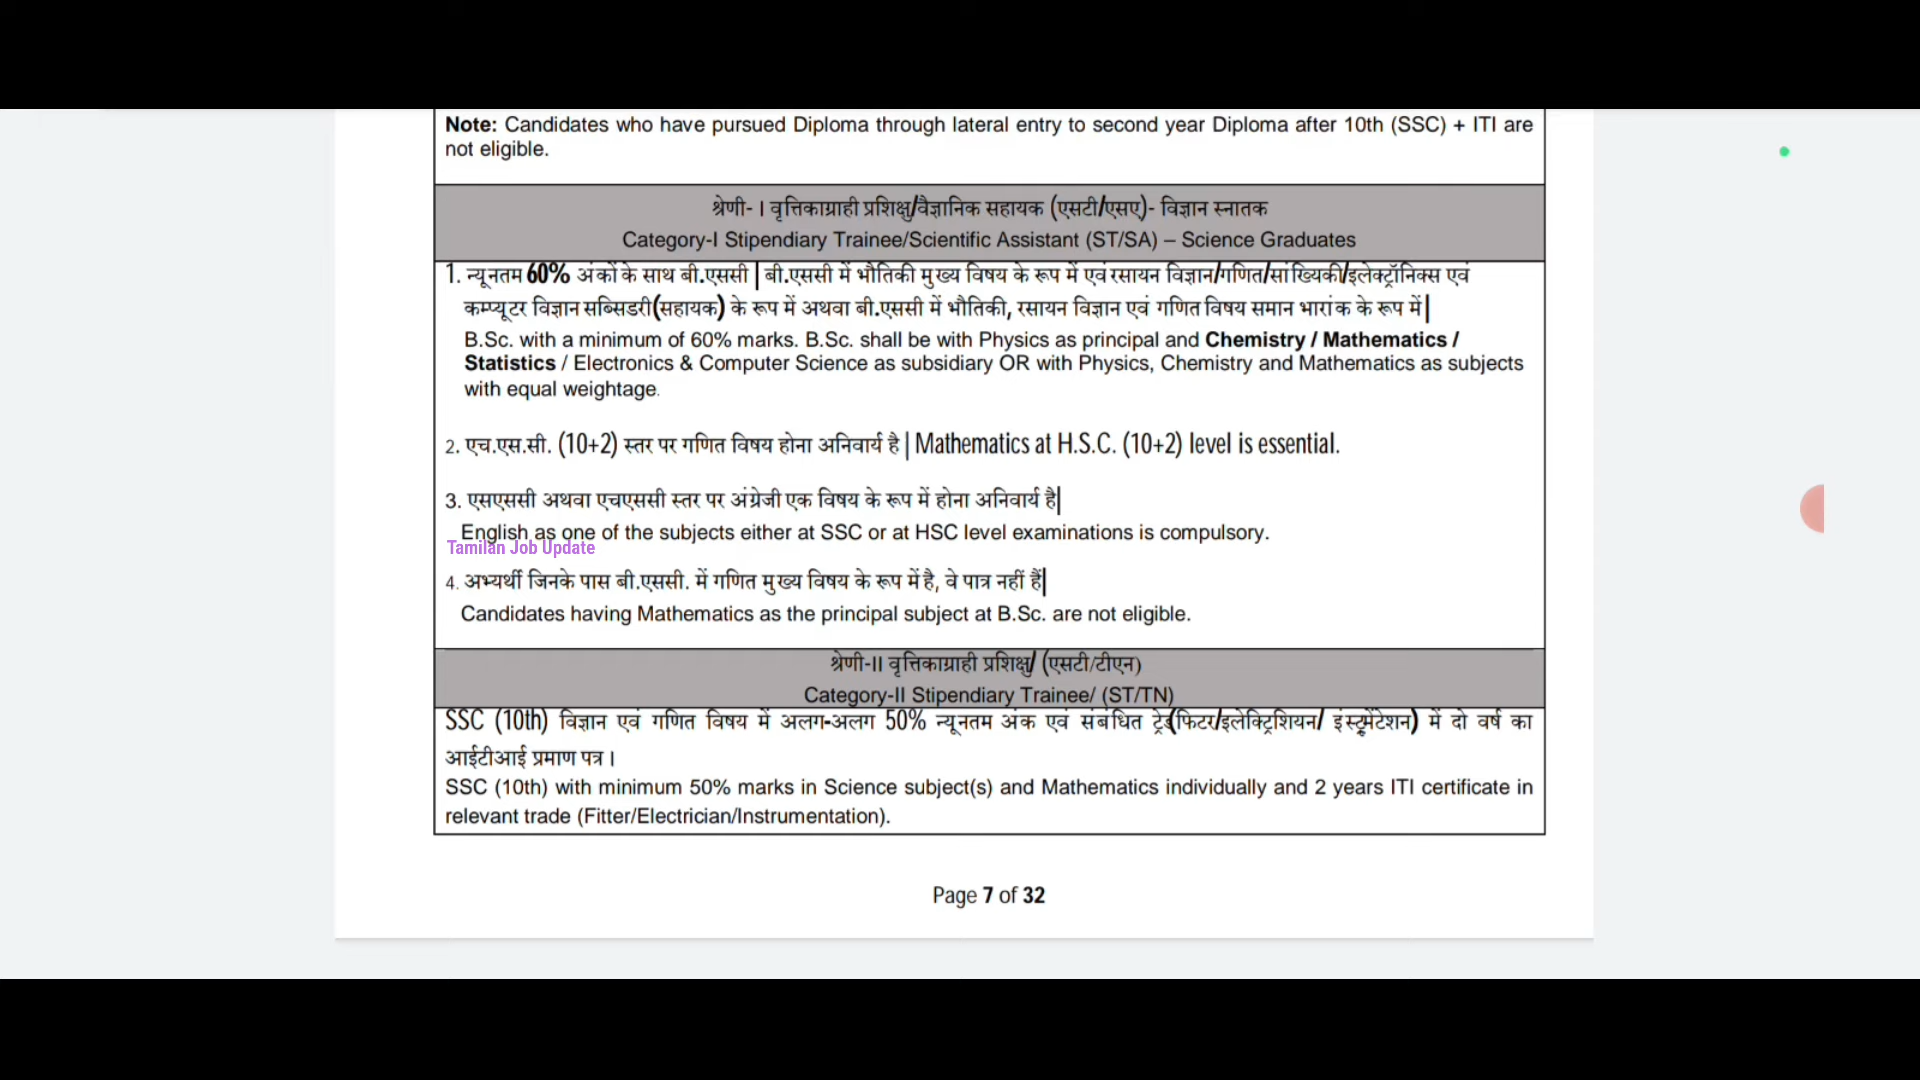 Note: Candidates who have pursued Diploma through lateral entry to second year Diploma after 10th (SSC) + ITI are
not eligible.
श्रेणी- I वृत्तिकाग्राही प्रशिक्षु/वैज्ञानिक सहायक (एसटी/एसए)- विज्ञान स्नातक
Category-I Stipendiary Trainee/Scientific Assistant (ST/SA) – Science Graduates
1. न्यूनतम 60% अंकों के साथ बी.एससी | बी.एससी में भौतिकी मुख्य विषय के रूप में एवं रसायन विज्ञान/गणित/सांख्यिकी/इलेक्ट्रॉनिक्स एवं
कम्प्यूटर विज्ञान सब्सिडरी(सहायक) के रूप में अथवा बी.एससी में भौतिकी, रसायन विज्ञान एवं गणित विषय समान भारांक के रूप में|
B.Sc. with a minimum of 60% marks. B.Sc. shall be with Physics as principal and Chemistry / Mathematics /
Statistics / Electronics & Computer Science as subsidiary OR with Physics, Chemistry and Mathematics as subjects
with equal weightage.
2. एच.एस.सी. (10+2) स्तर पर गणित विषय होना अनिवार्य है | Mathematics at H.S.C. (10+2) level is essential.
3. एसएससी अथवा एचएससी स्तर पर अंग्रेजी एक विषय के रूप में होना अनिवार्य है|
English as one of the subjects either at SSC or at HSC level examinations is compulsory.
Tamilan Job Update
4. अभ्यर्थी जिनके पास बी.एससी. में गणित मुख्य विषय के रूप में है, वे पात्र नहीं हैं|
Candidates having Mathematics as the principal subject at B.Sc. are not eligible.
श्रेणी-II वृत्तिकाग्राही प्रशिक्षु/ (एसटी/टीएन)
Category-II Stipendiary Trainee/ (ST/TN)
SSC (10th) विज्ञान एवं गणित विषय में अलग-अलग 50% न्यूनतम अंक एवं संबंधित ट्रेड(फिटर/इलेक्ट्रिशियन/ इंस्ट्रूमेंटेशन) में दो वर्ष का
आईटीआई प्रमाण पत्र ।
SSC (10th) with minimum 50% marks in Science subject(s) and Mathematics individually and 2 years ITI certificate in
relevant trade (Fitter/Electrician/Instrumentation).
Page 7 of 32